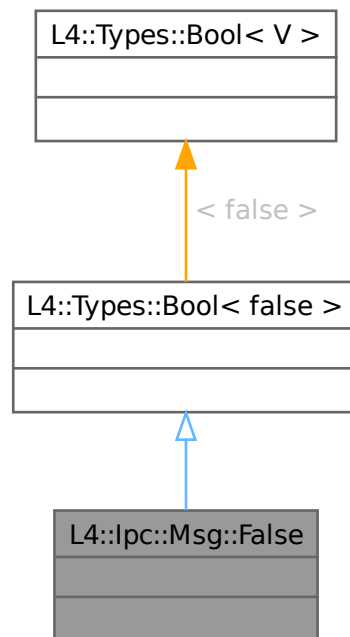 L4::Types::Bool< V >
< false >
L4::Types::Bool< false >
L4::Ipc::Msg::False